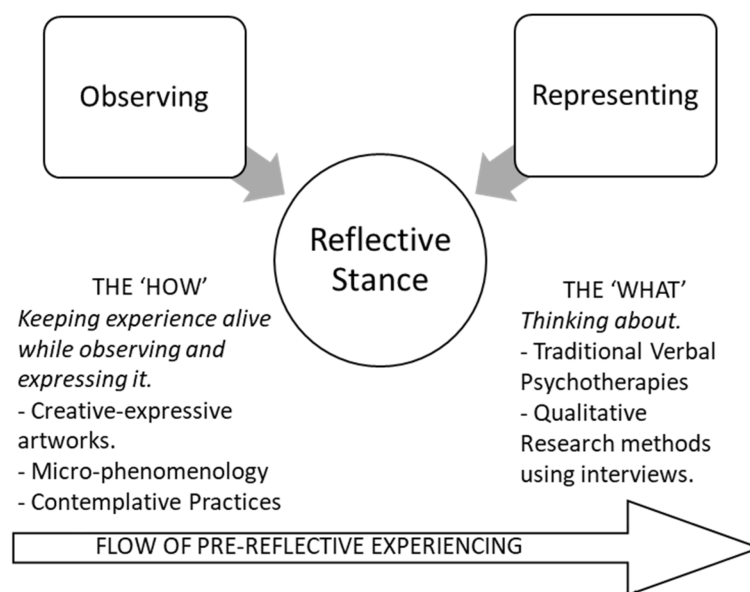 Observing
Representing
Reflective
Stance
THE ‘HOW’
Keeping experience alive
while observing and
expressing it.
- Creative-expressive
artworks.
- Micro-phenomenology
- Contemplative Practices
THE ‘WHAT’
Thinking about.
- Traditional Verbal
Psychotherapies
- Qualitative
Research methods
using interviews.
FLOW OF PRE-REFLECTIVE EXPERIENCING